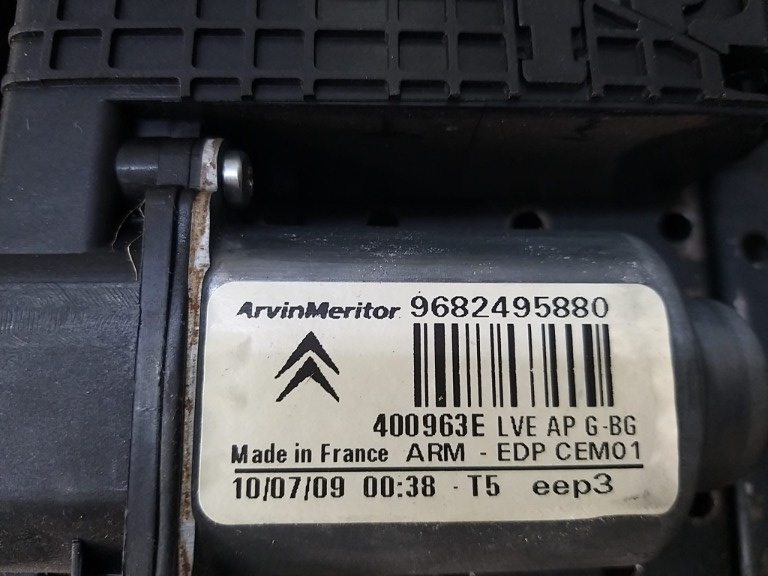 ArvinMeritor 9682495880
400963E LVE AP G-BG
Made in France ARM - EDP CEM01
10/07/09 00:38 - T5 eep3